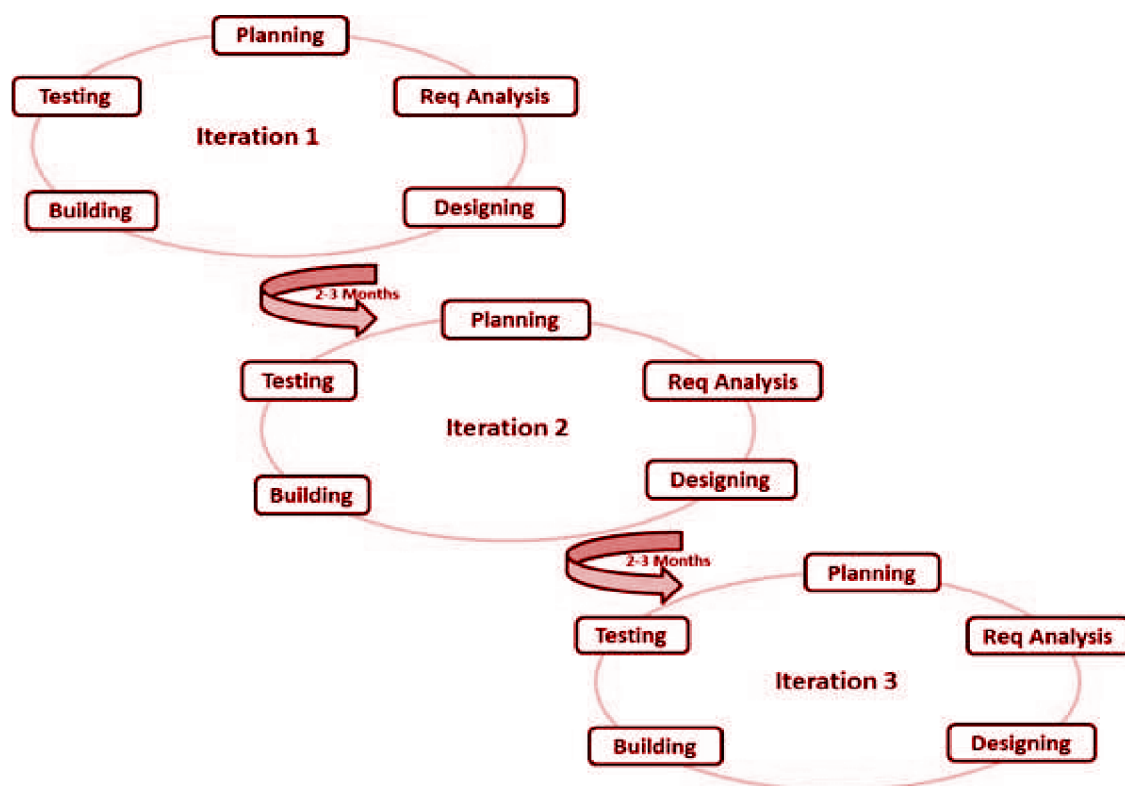 Planning
Testing
Req Analysis
Iteration 1
Building
Designing
2-3 Months
Planning
Testing
Req Analysis
Iteration 2
Building
Designing
2-3 Months
Planning
Testing
Req Analysis
Iteration 3
Building
Designing